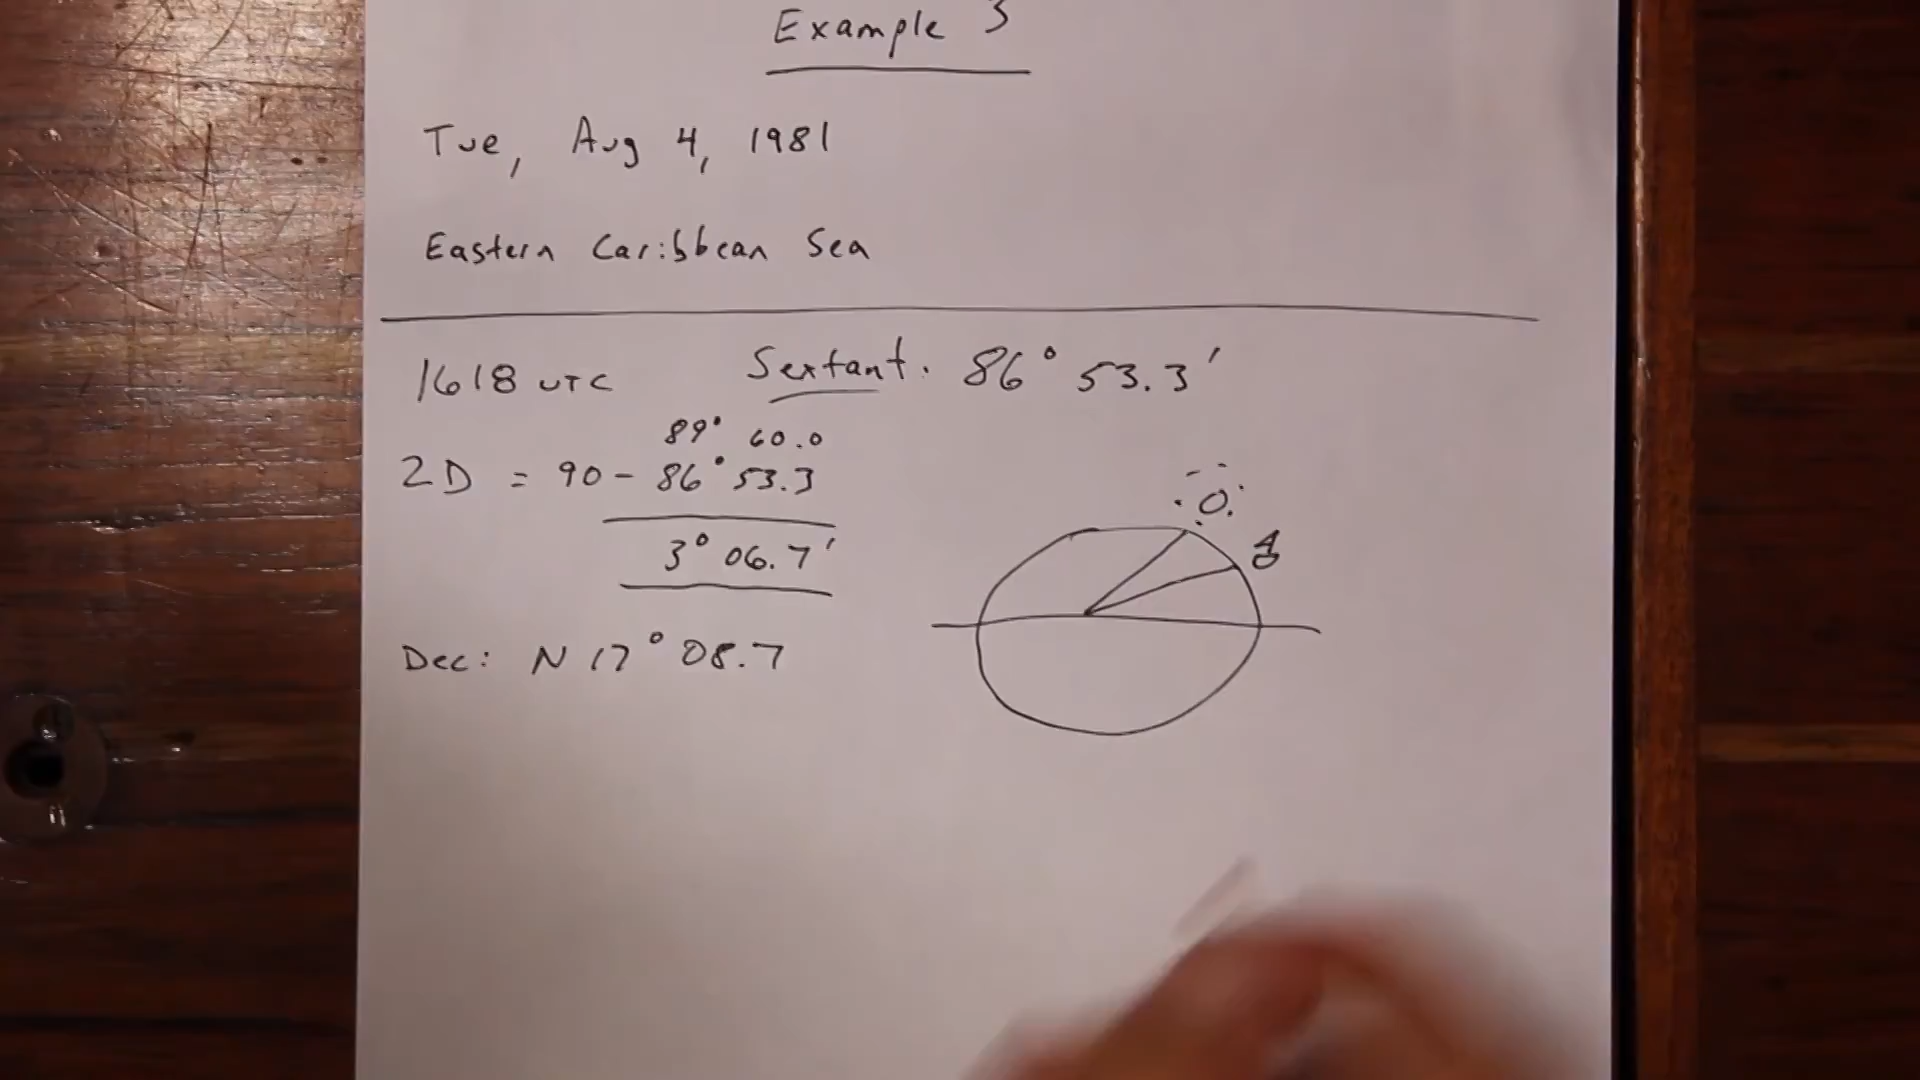 Example 3
Tue, Aug 4, 1981
Eastern Caribbean Sea
1618 UTC Sextant. 86° 53.3'
89° 60.0
ZD = 90 - 86° 53.3
3° 06.7'
Dec: N 17° 08.7